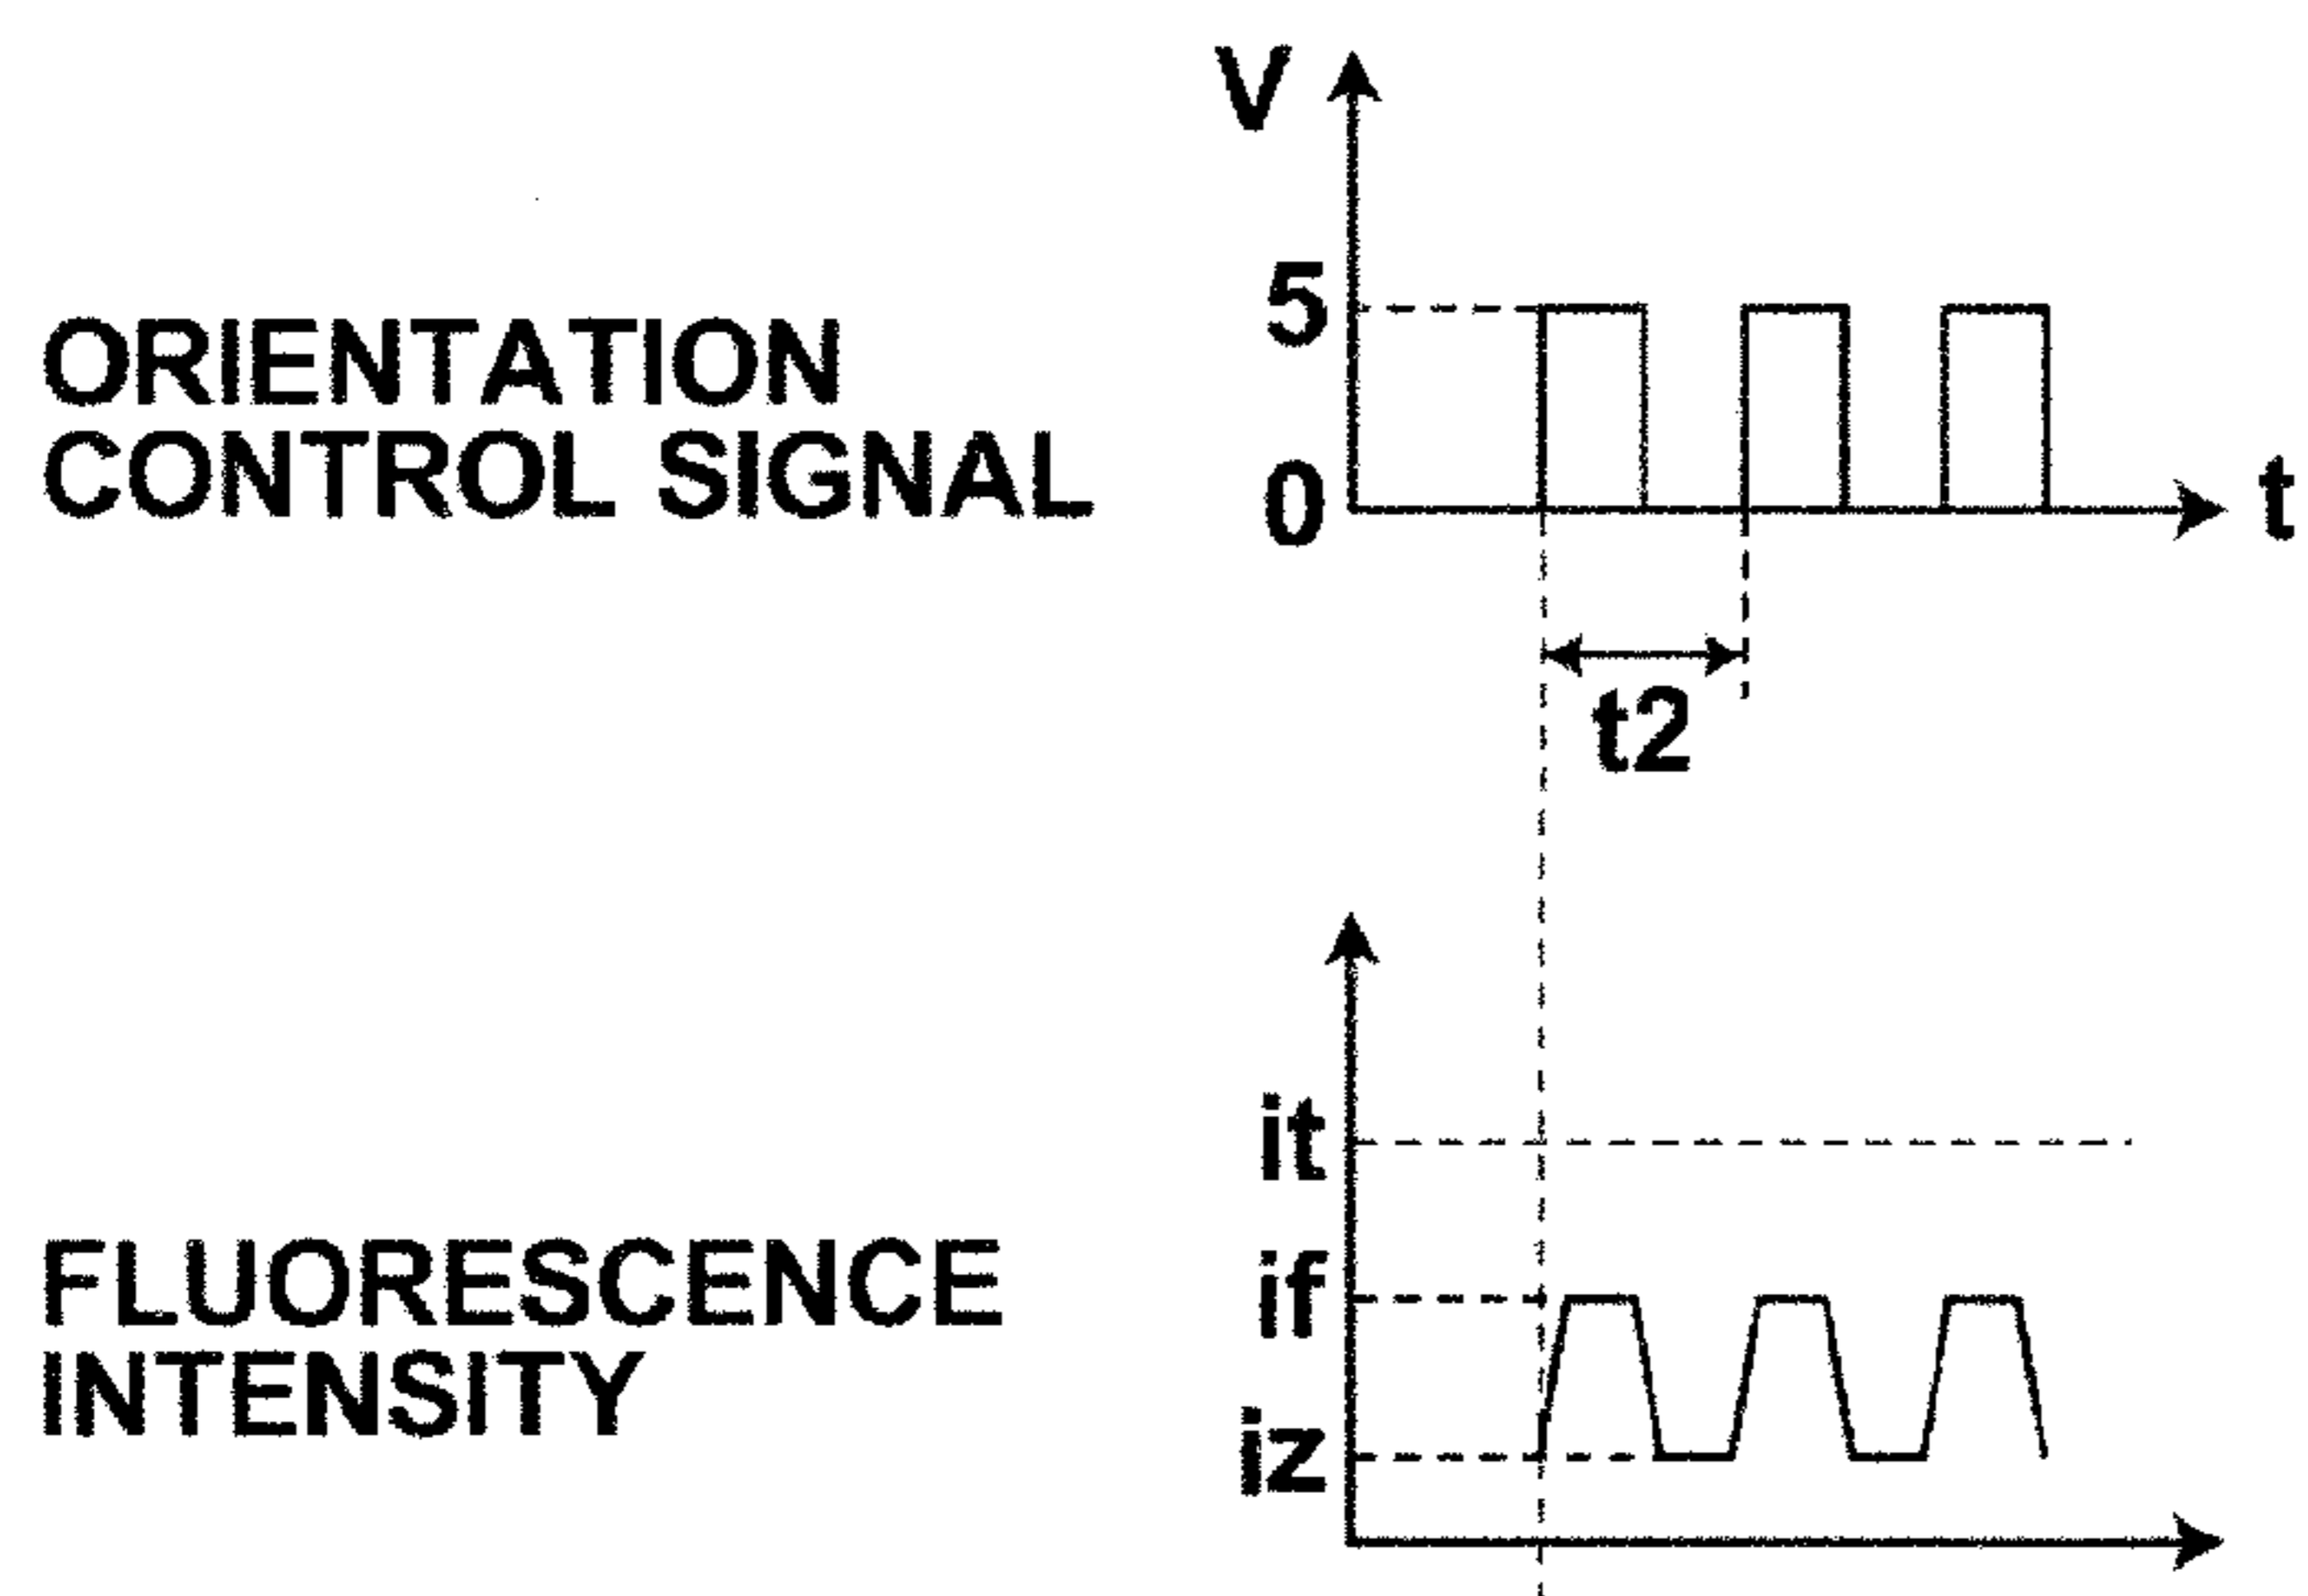 V
5
ORIENTATION
CONTROL SIGNAL
0
t
t2
it
if
FLUORESCENCE
INTENSITY
iz